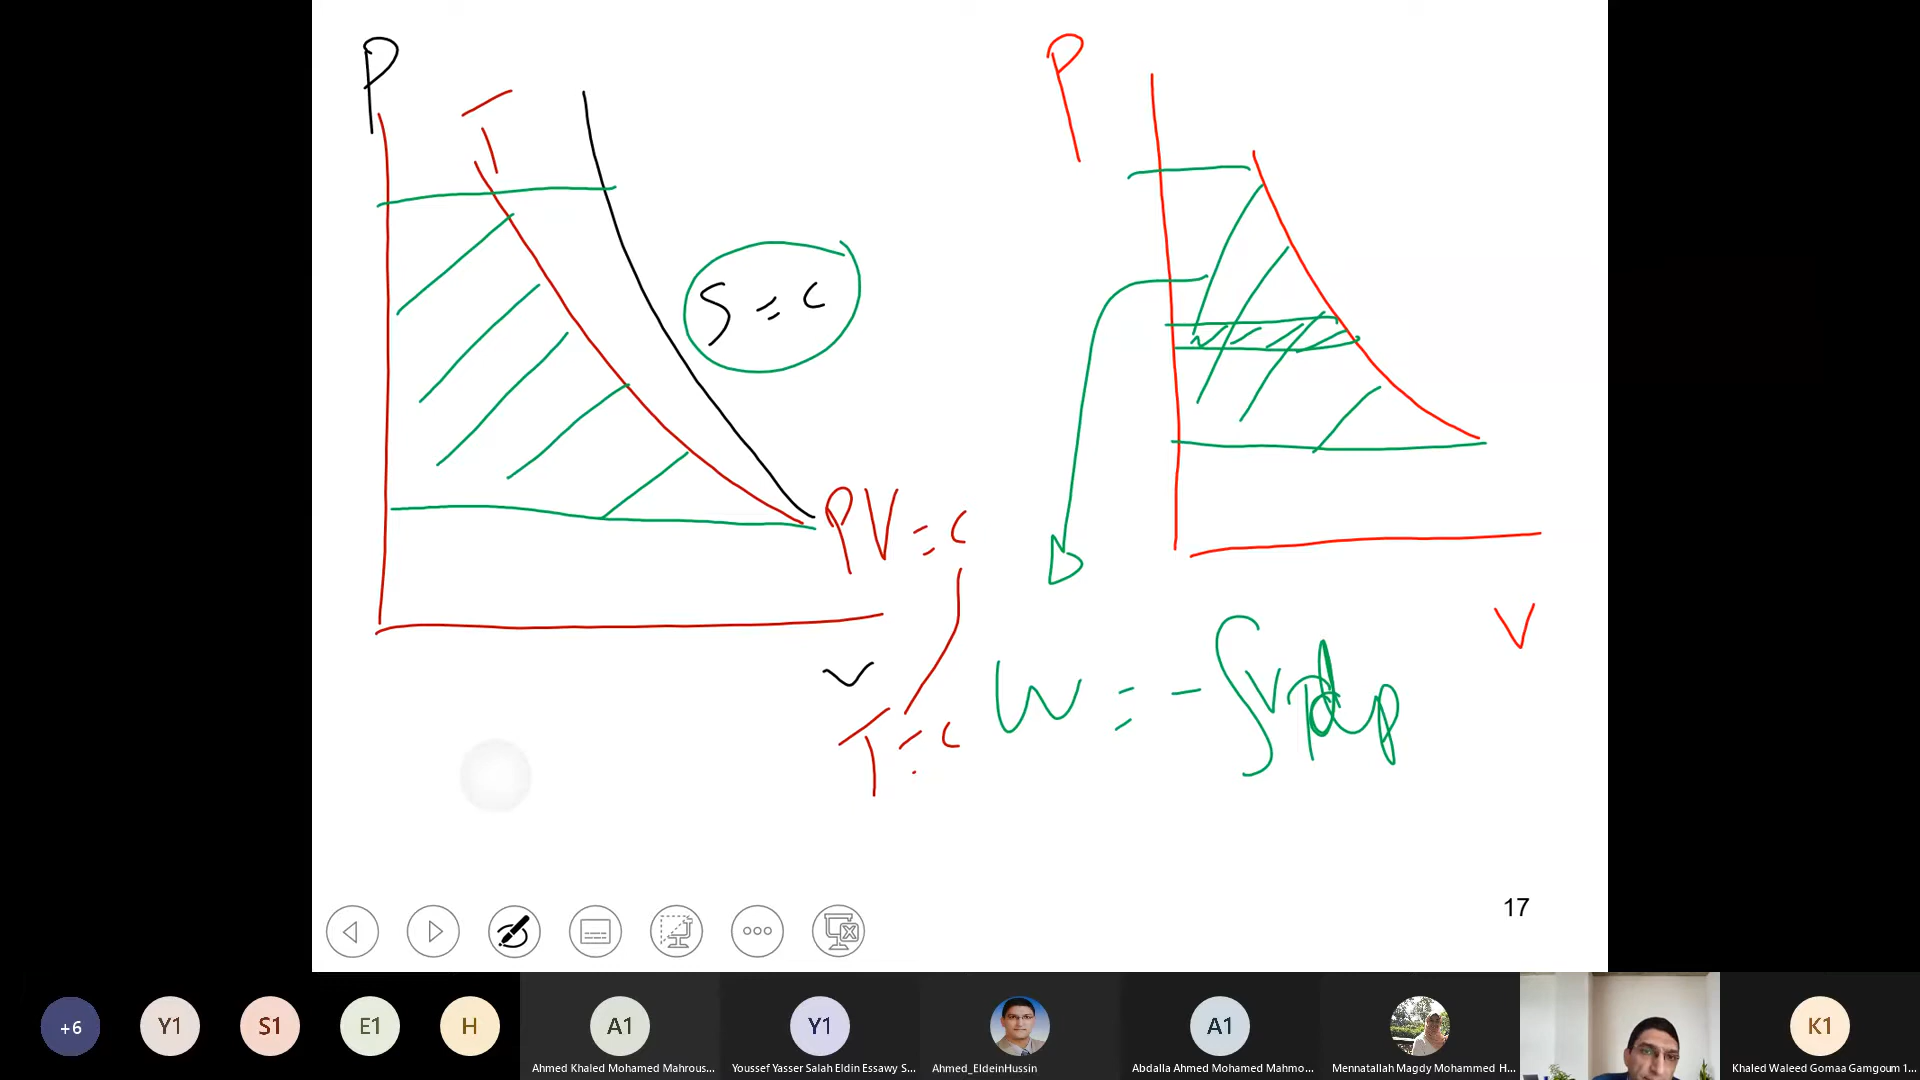 P
T
S = c
PV = c
V
T = c
P
V
W = - ∫ V dp
17
+6
Y1
S1
E1
H
A1
Ahmed Khaled Mohamed Mahrous...
Y1
Youssef Yasser Salah Eldin Essawy S...
Ahmed_EldeinHussin
A1
Abdalla Ahmed Mohamed Mahmo...
Mennatallah Magdy Mohammed H...
K1
Khaled Waleed Gomaa Gamgoum 1...